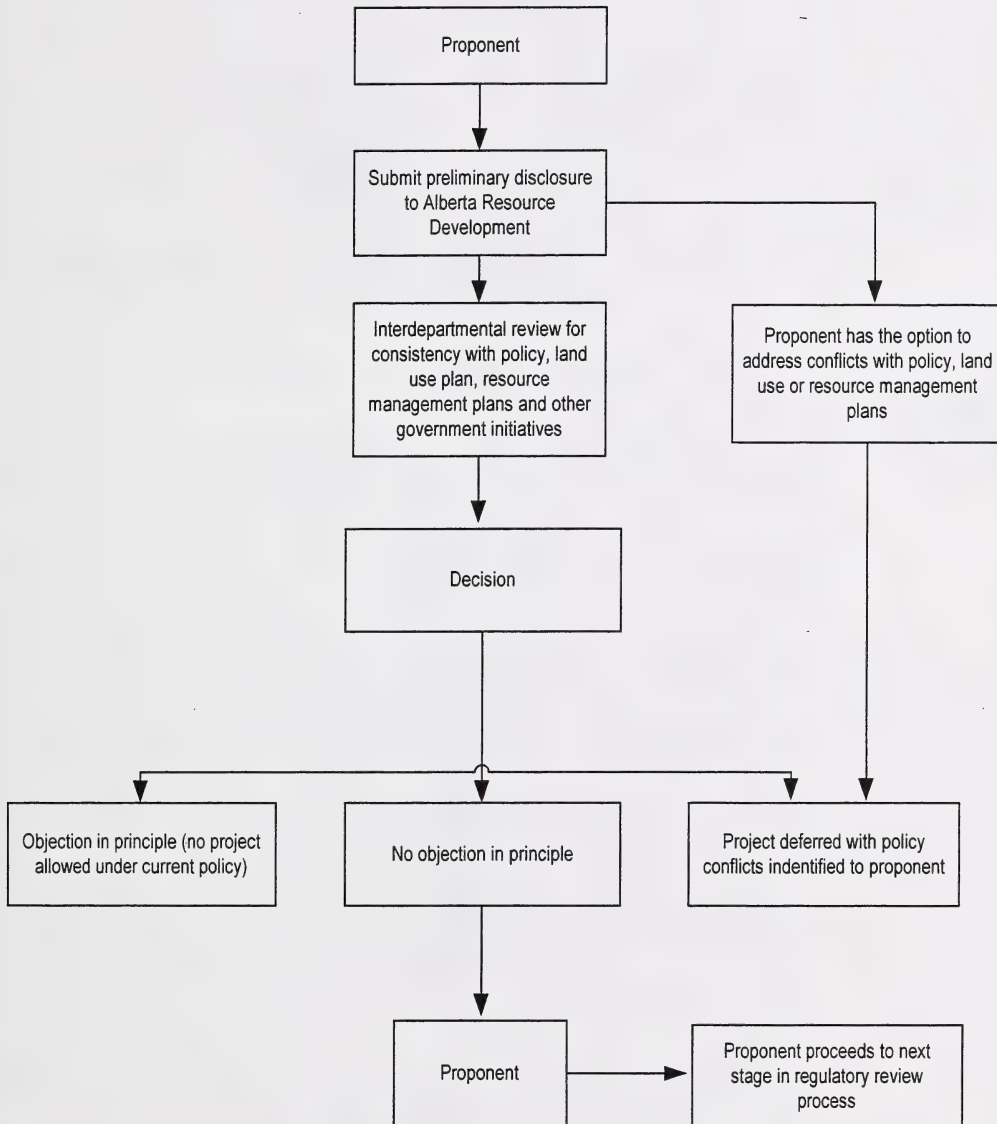 Proponent
Submit preliminary disclosure
to Alberta Resource
Development
Interdepartmental review for
consistency with policy, land
use plan, resource
management plans and other
government initiatives
Proponent has the option to
address conflicts with policy, land
use or resource management
plans
Decision
Objection in principle (no project
allowed under current policy)
No objection in principle
Project deferred with policy
conflicts indentified to proponent
Proponent
Proponent proceeds to next
stage in regulatory review
process